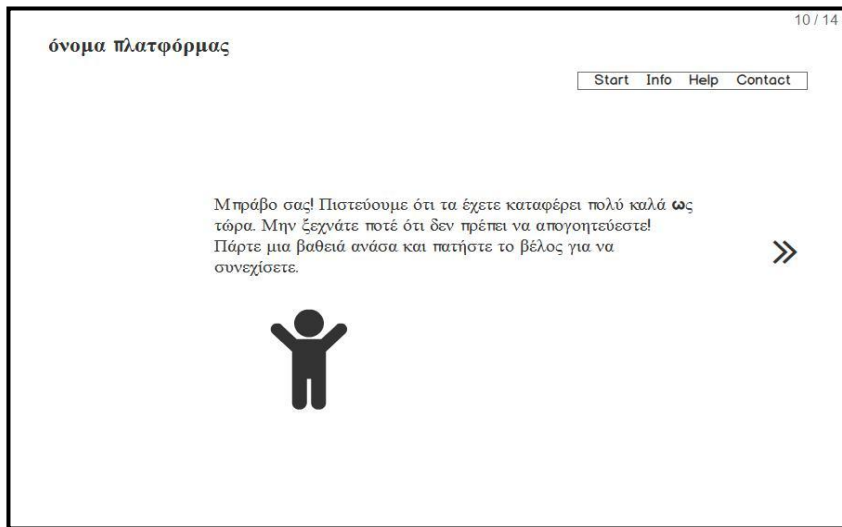 10 / 14
όνομα πλατφόρμας
Start Info Help Contact
Μπράβο σας! Πιστεύουμε ότι τα έχετε καταφέρει πολύ καλά ως
τώρα. Μην ξεχνάτε ποτέ ότι δεν πρέπει να απογοητεύεστε!
Πάρτε μια βαθειά ανάσα και πατήστε το βέλος για να
συνεχίσετε.